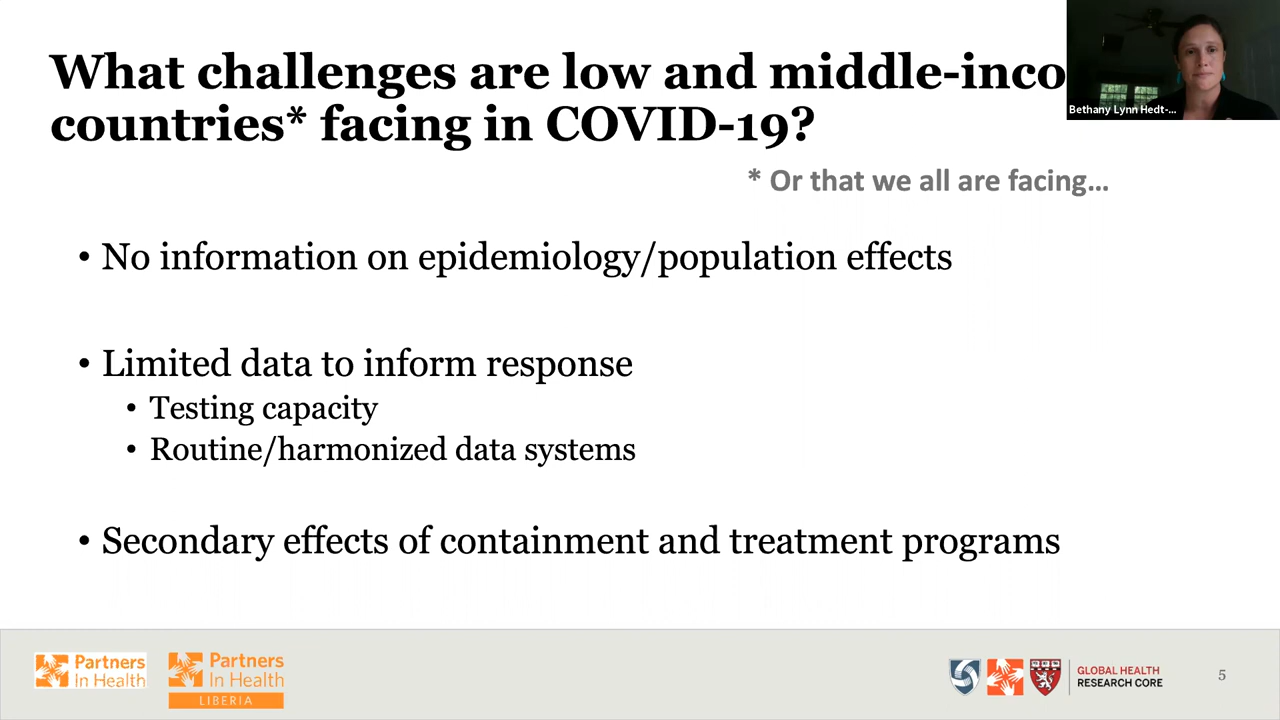 What challenges are low and middle-inco
countries* facing in COVID-19?
Bethany Lynn Hedt-...
* Or that we all are facing...
• No information on epidemiology/population effects
• Limited data to inform response
• Testing capacity
• Routine/harmonized data systems
• Secondary effects of containment and treatment programs
Partners
In Health
Partners
In Health
LIBERIA
GLOBAL HEALTH
RESEARCH CORE
5